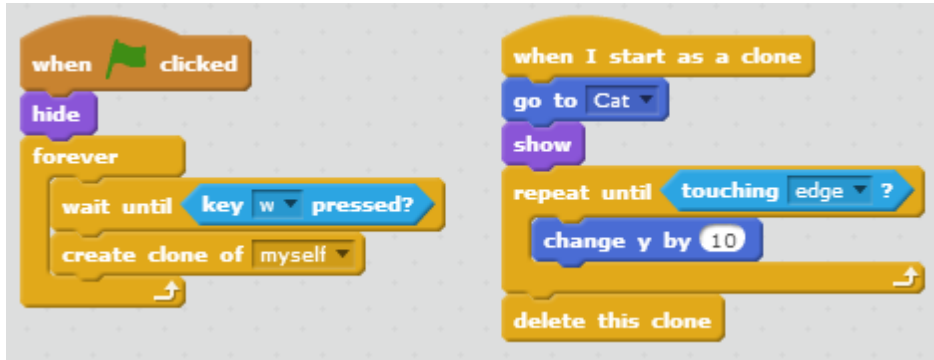 when clicked
hide
forever
wait until key w pressed?
create clone of myself
when I start as a clone
go to Cat
show
repeat until touching edge ?
change y by 10
delete this clone